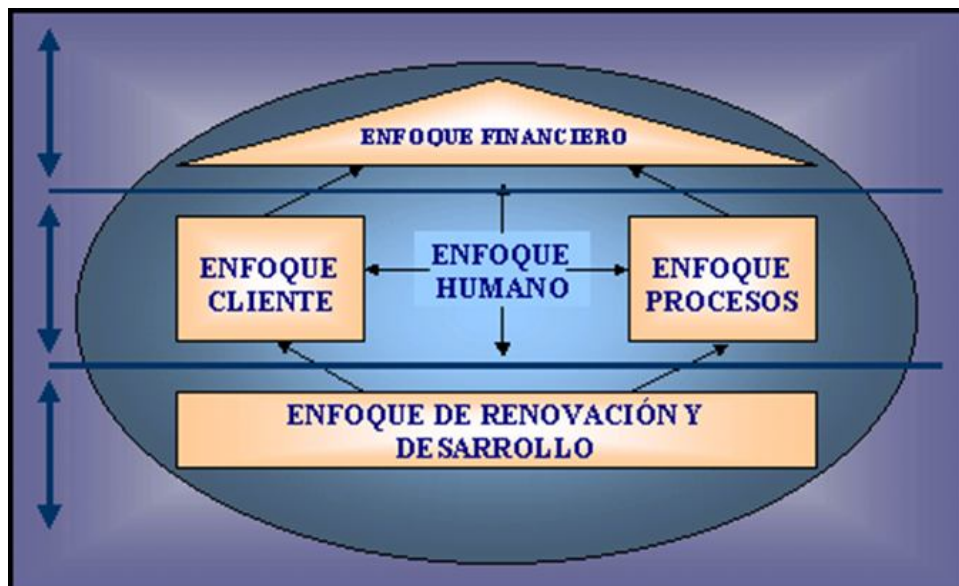 ENFOQUE FINANCIERO
ENFOQUE
CLIENTE
ENFOQUE
HUMANO
ENFOQUE
PROCESOS
ENFOQUE DE RENOVACIÓN Y
DESARROLLO